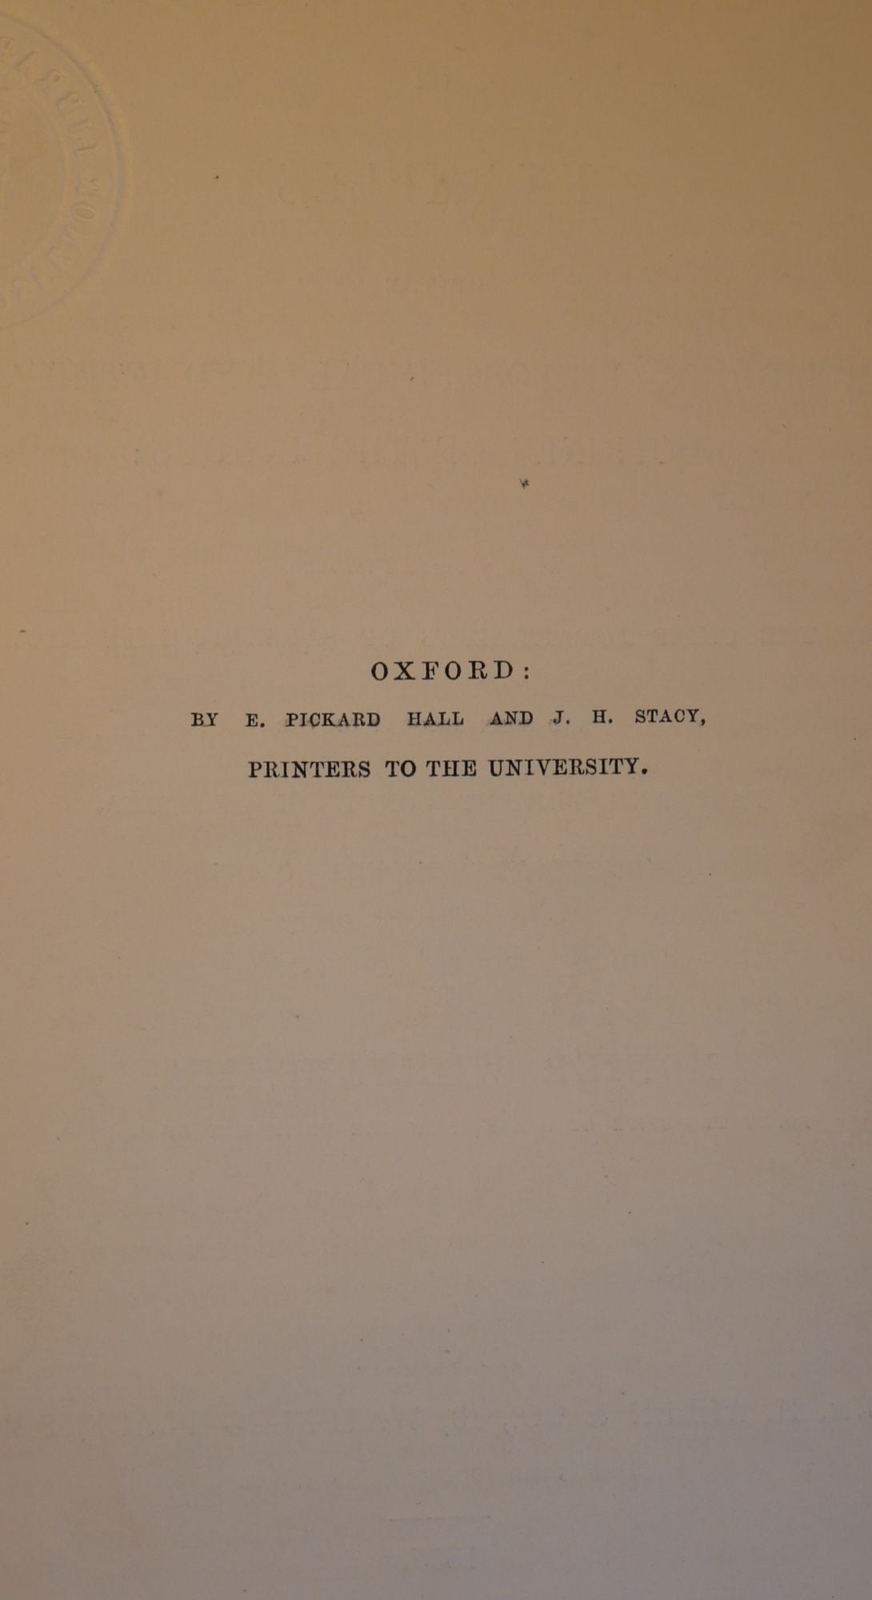 OXFORD:
BY E. PICKARD HALL AND J. H. STACY,
PRINTERS TO THE UNIVERSITY.